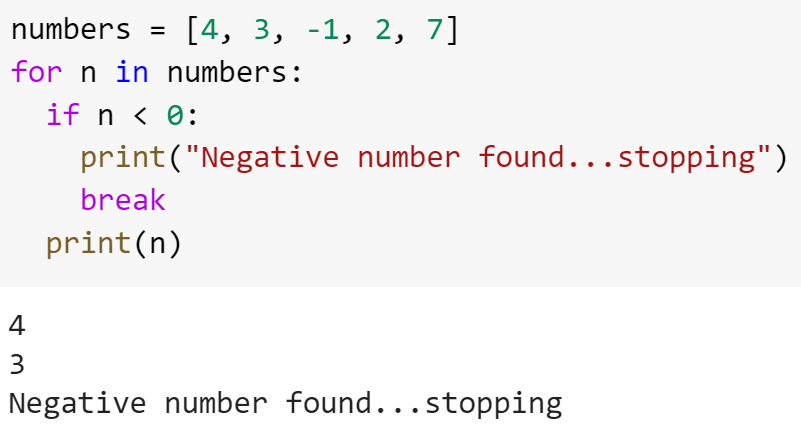 numbers = [4, 3, -1, 2, 7]
for n in numbers:
  if n < 0:
    print("Negative number found...stopping")
    break
  print(n)
4
3
Negative number found...stopping